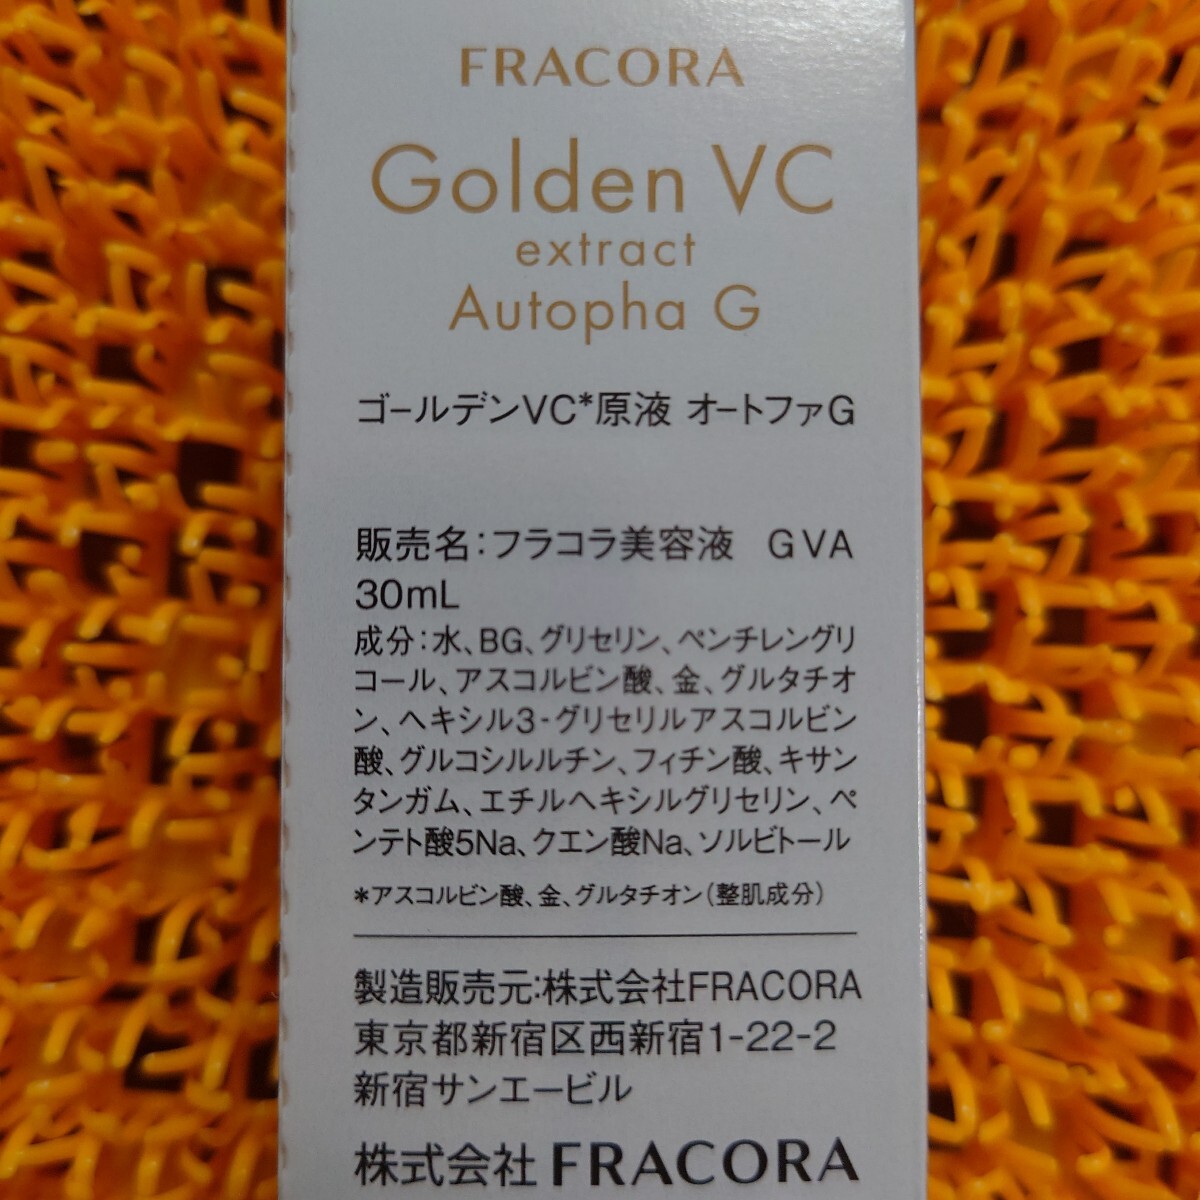 FRACORA
Golden VC
extract
Autopha G
ゴールデンVC*原液 オートファG
販売名：フラコラ美容液 GVA
30mL
成分：水、BG、グリセリン、ペンチレングリ
コール、アスコルビン酸、金、グルタチオ
ン、ヘキシル3-グリセリルアスコルビン
酸、グルコシルルチン、フィチン酸、キサン
タンガム、エチルヘキシルグリセリン、ペ
ンテト酸5Na、クエン酸Na、ソルビトール
*アスコルビン酸、金、グルタチオン(整肌成分)
製造販売元:株式会社FRACORA
東京都新宿区西新宿1-22-2
新宿サンエービル
株式会社 FRACORA